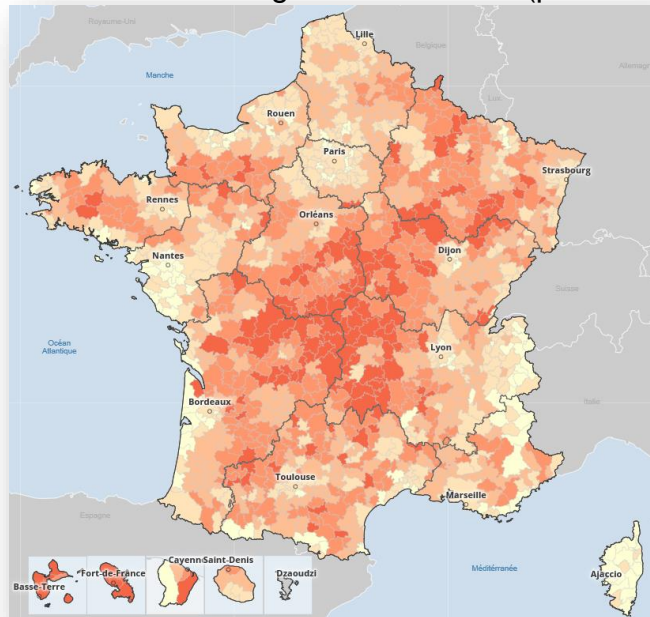 Royaume-Uni
Lille
Belgique
Manche
Allemagne
Lux.
Rouen
Paris
Strasbourg
Rennes
Orléans
Nantes
Dijon
Suisse
Océan
Atlantique
Lyon
Italie
Bordeaux
Toulouse
Marseille
Espagne
Cayenne
Saint-Denis
Fort-de-France
Dzaoudzi
Basse-Terre
Méditerranée
Ajaccio